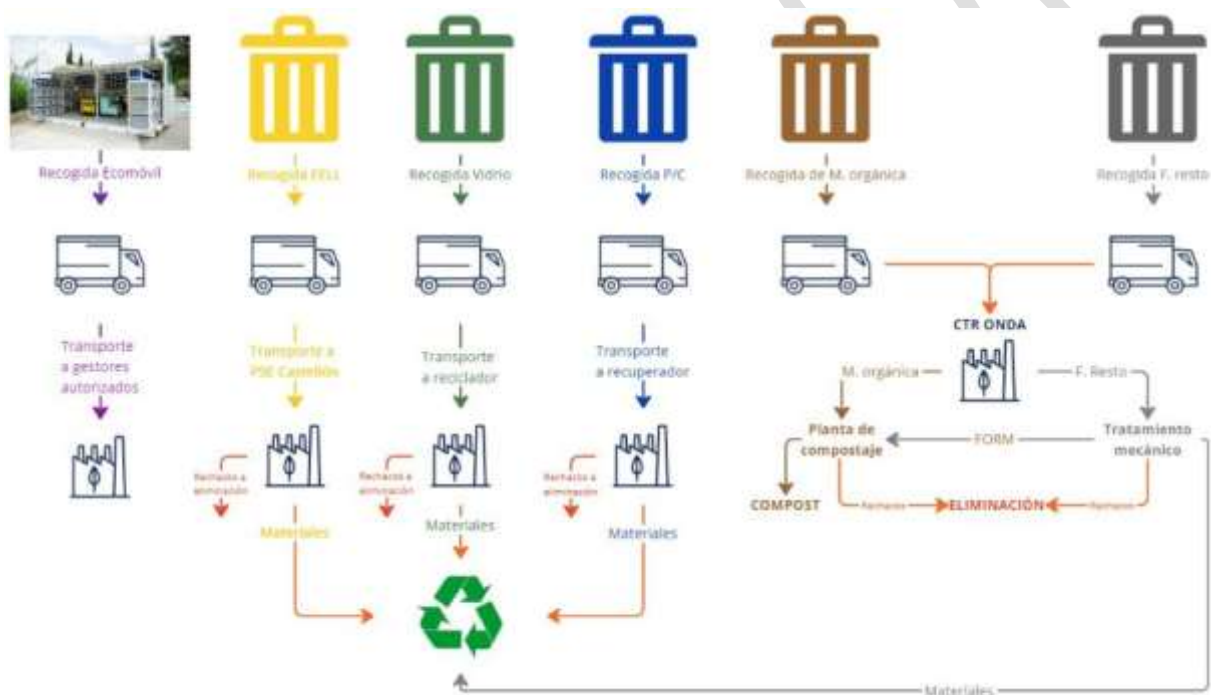 Recogida Ecomóvil
Recogida EELL
Recogida Vidrio
Recogida P/C
Recogida de M. orgánica
Recogida F. resto
Transporte
a gestores
autorizados
Transporte a
PSE Castellón
Transporte
a reciclador
Transporte
a recuperador
CTR ONDA
M. orgánica
F. Resto
Planta de
compostaje
FORM
Tratamiento
mecánico
Rechazos a
eliminación
Rechazos a
eliminación
Rechazos a
eliminación
COMPOST
Rechazos
ELIMINACIÓN
Rechazos
Materiales
Materiales
Materiales
Materiales